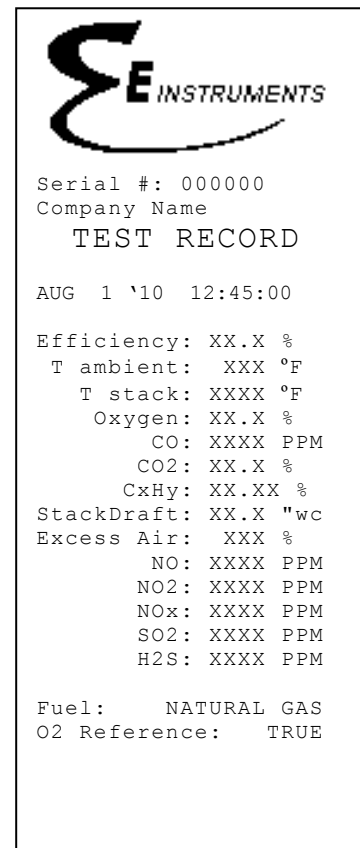 E INSTRUMENTS
Serial #: 000000
Company Name
TEST RECORD
AUG 1 ‛10 12:45:00
Efficiency: XX.X %
T ambient: XXX °F
T stack: XXXX °F
Oxygen: XX.X %
CO: XXXX PPM
CO2: XX.X %
CxHy: XX.XX %
StackDraft: XX.X "wc
Excess Air: XXX %
NO: XXXX PPM
NO2: XXXX PPM
NOx: XXXX PPM
SO2: XXXX PPM
H2S: XXXX PPM
Fuel: NATURAL GAS
O2 Reference: TRUE